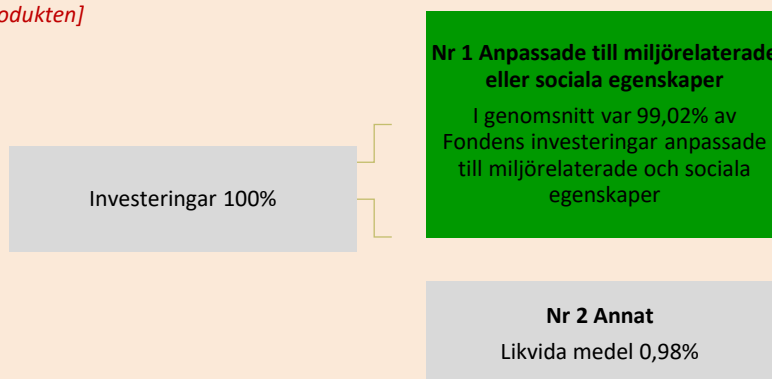 odukten]
Nr 1 Anpassade till miljörelaterade
eller sociala egenskaper
I genomsnitt var 99,02% av
Fondens investeringar anpassade
till miljörelaterade och sociala
egenskaper
Investeringar 100%
Nr 2 Annat
Likvida medel 0,98%